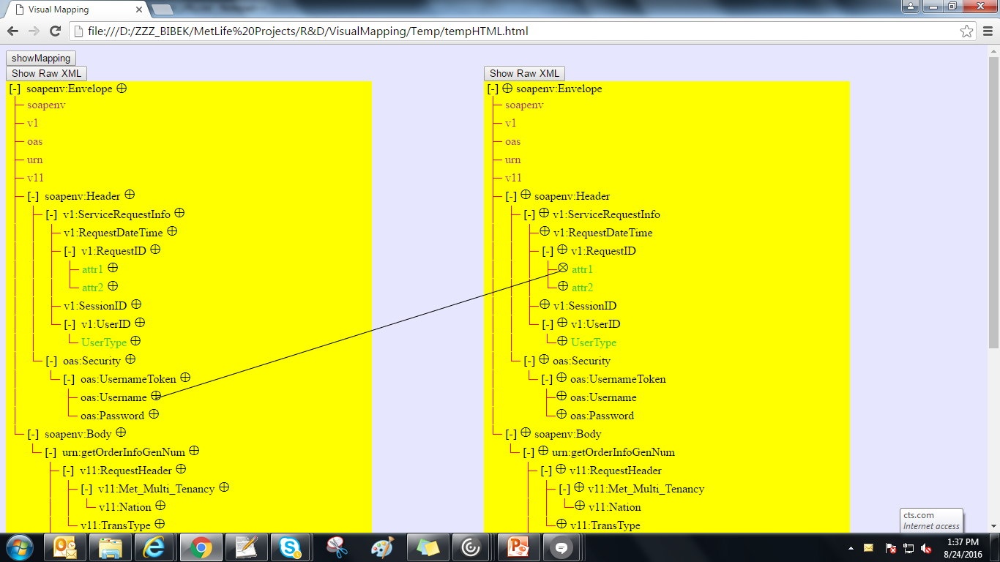 Visual Mapping
file:///D:/ZZZ_BIBEK/MetLife%20Projects/R&D/VisualMapping/Temp/tempHTML.html
showMapping
Show Raw XML
[-] soapenv:Envelope
soapenv
v1
oas
urn
v11
[-] soapenv:Header
[-] v1:ServiceRequestInfo
v1:RequestDateTime
[-] v1:RequestID
attr1
attr2
v1:SessionID
[-] v1:UserID
UserType
[-] oas:Security
[-] oas:UsernameToken
oas:Username
oas:Password
[-] soapenv:Body
[-] urn:getOrderInfoGenNum
[-] v11:RequestHeader
[-] v11:Met_Multi_Tenancy
v11:Nation
v11:TransType
Show Raw XML
[-] soapenv:Envelope
soapenv
v1
oas
urn
v11
[-] soapenv:Header
[-] v1:ServiceRequestInfo
v1:RequestDateTime
[-] v1:RequestID
attr1
attr2
v1:SessionID
[-] v1:UserID
UserType
[-] oas:Security
[-] oas:UsernameToken
oas:Username
oas:Password
[-] soapenv:Body
[-] urn:getOrderInfoGenNum
[-] v11:RequestHeader
[-] v11:Met_Multi_Tenancy
v11:Nation
v11:TransType
cts.com
Internet access
1:37 PM
8/24/2016